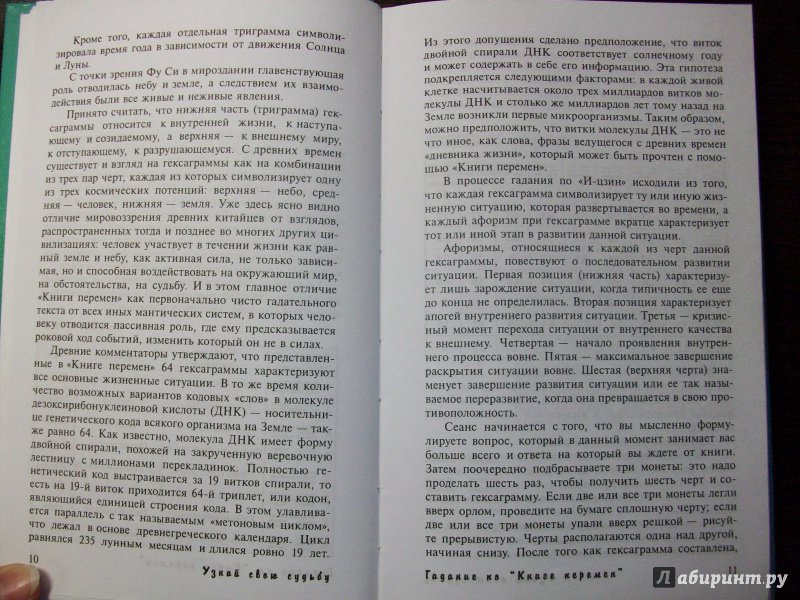 Кроме того, каждая отдельная триграмма символи-
зировала время года в зависимости от движения Солнца
и Луны.
С точки зрения Фу Си в мироздании главенствующая
роль отводилась небу и земле, а следствием их взаимо-
действия были все живые и неживые явления.
Принято считать, что нижняя часть (триграмма) гек-
саграммы относится к внутренней жизни, к наступа-
ющему и созидаемому, а верхняя — к внешнему миру,
к отступающему, к разрушающемуся. С древних времен
существует и взгляд на гексаграммы как на комбинации
из трех пар черт, каждая из которых символизирует одну
из трех космических потенций: верхняя — небо, сред-
няя — человек, нижняя — земля. Уже здесь ясно видно
отличие мировоззрения древних китайцев от взглядов,
распространенных тогда и позднее во многих других ци-
вилизациях: человек участвует в течении жизни как рав-
ный земле и небу, как активная сила, не только зависи-
мая, но и способная воздействовать на окружающий мир,
на обстоятельства, на судьбу. И в этом главное отличие
«Книги перемен» как первоначально чисто гадательного
текста от всех иных мантических систем, в которых чело-
веку отводится пассивная роль, где ему предсказывается
роковой ход событий, изменить который он не в силах.
Древние комментаторы утверждают, что представлен-
ные в «Книге перемен» 64 гексаграммы характеризуют
все основные жизненные ситуации. В то же время коли-
чество возможных вариантов кодовых «слов» в молекуле
дезоксирибонуклеиновой кислоты (ДНК) — носительни-
це генетического кода всякого организма на Земле — так-
же равно 64. Как известно, молекула ДНК имеет форму
двойной спирали, похожей на закрученную веревочную
лестницу с миллионами перекладинок. Полностью ге-
нетический код выстраивается за 19 витков спирали, то
есть на 19-й виток приходится 64-й триплет, или кодон,
являющийся единицей строения кода. В этом улавлива-
ется параллель с так называемым «метоновым циклом»,
что лежал в основе древнегреческого календаря. Цикл
равнялся 235 лунным месяцам и длился ровно 19 лет.
10
Узнай свою судьбу
Из этого допущения сделано предположение, что виток
двойной спирали ДНК соответствует солнечному году
и может содержать в себе его информацию. Эта гипотеза
подкрепляется следующими факторами: в каждой живой
клетке насчитывается около трех миллиардов витков мо-
лекулы ДНК и столько же миллиардов лет тому назад на
Земле возникли первые микроорганизмы. Таким образом,
можно предположить, что витки молекулы ДНК — это не
что иное, как слова, фразы ведущегося с древних времен
«дневника жизни», который может быть прочтен с помо-
щью «Книги перемен».
В процессе гадания по «И-цзин» исходили из того,
что каждая гексаграмма символизирует ту или иную жиз-
ненную ситуацию, которая развертывается во времени, а
каждый афоризм при гексаграмме вкратце характеризует
тот или иной этап в развитии данной ситуации.
Афоризмы, относящиеся к каждой из черт данной
гексаграммы, повествуют о последовательном развитии
ситуации. Первая позиция (нижняя часть) характеризу-
ет лишь зарождение ситуации, когда типичность ее еще
до конца не определилась. Вторая позиция характеризует
апогей внутреннего развития ситуации. Третья — кризис-
ный момент перехода ситуации от внутреннего качества
к внешнему. Четвертая — начало проявления внутрен-
него процесса вовне. Пятая — максимальное завершение
раскрытия ситуации вовне. Шестая (верхняя черта) зна-
менует завершение развития ситуации или ее так назы-
ваемое переразвитие, когда она превращается в свою про-
тивоположность.
Сеанс начинается с того, что вы мысленно форму-
лируете вопрос, который в данный момент занимает вас
больше всего и ответа на который вы ждете от книги.
Затем поочередно подбрасываете три монеты: это надо
проделать шесть раз, чтобы получить шесть черт и со-
ставить гексаграмму. Если две или все три монеты легли
вверх орлом, проведите на бумаге сплошную черту; если
две или все три монеты упали вверх решкой — рисуй-
те прерывистую. Черты располагаются одна над другой,
начиная снизу. После того как гексаграмма составлена,
11
Гадание по "Книге перемен"
Лабиринт.ру